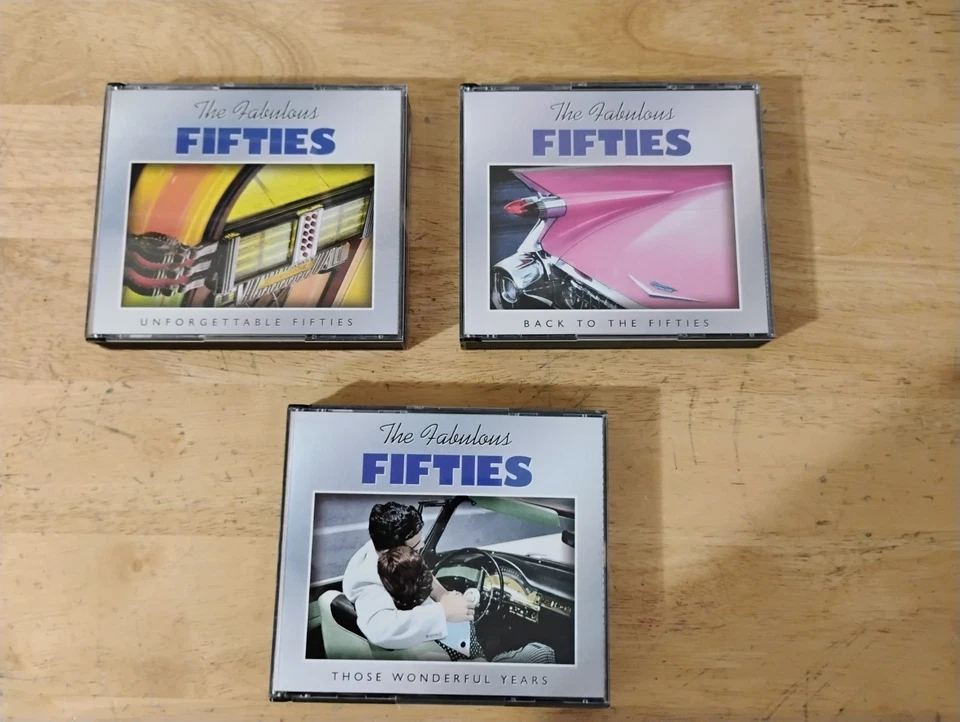 The Fabulous
FIFTIES
UNFORGETTABLE FIFTIES
The Fabulous
FIFTIES
BACK TO THE FIFTIES
The Fabulous
FIFTIES
THOSE WONDERFUL YEARS